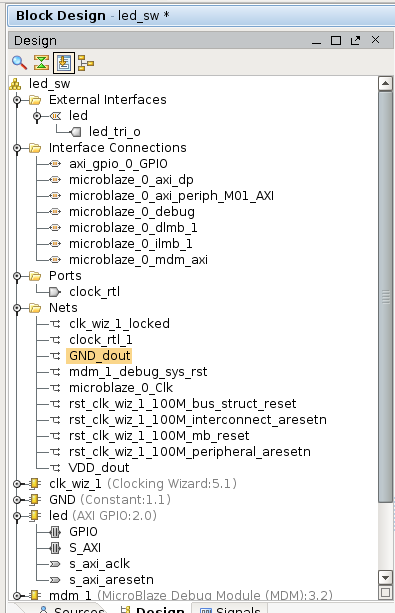 Block Design - led_sw *
Design
led_sw
External Interfaces
led
led_tri_o
Interface Connections
axi_gpio_0_GPIO
microblaze_0_axi_dp
microblaze_0_axi_periph_M01_AXI
microblaze_0_debug
microblaze_0_dlmb_1
microblaze_0_ilmb_1
microblaze_0_mdm_axi
Ports
clock_rtl
Nets
clk_wiz_1_locked
clock_rtl_1
GND_dout
mdm_1_debug_sys_rst
microblaze_0_Clk
rst_clk_wiz_1_100M_bus_struct_reset
rst_clk_wiz_1_100M_interconnect_aresetn
rst_clk_wiz_1_100M_mb_reset
rst_clk_wiz_1_100M_peripheral_aresetn
VDD_dout
clk_wiz_1 (Clocking Wizard:5.1)
GND (Constant:1.1)
led (AXI GPIO:2.0)
GPIO
S_AXI
s_axi_aclk
s_axi_aresetn
mdm_1 (MicroBlaze Debug Module (MDM):3.2)
Sources Design Signals